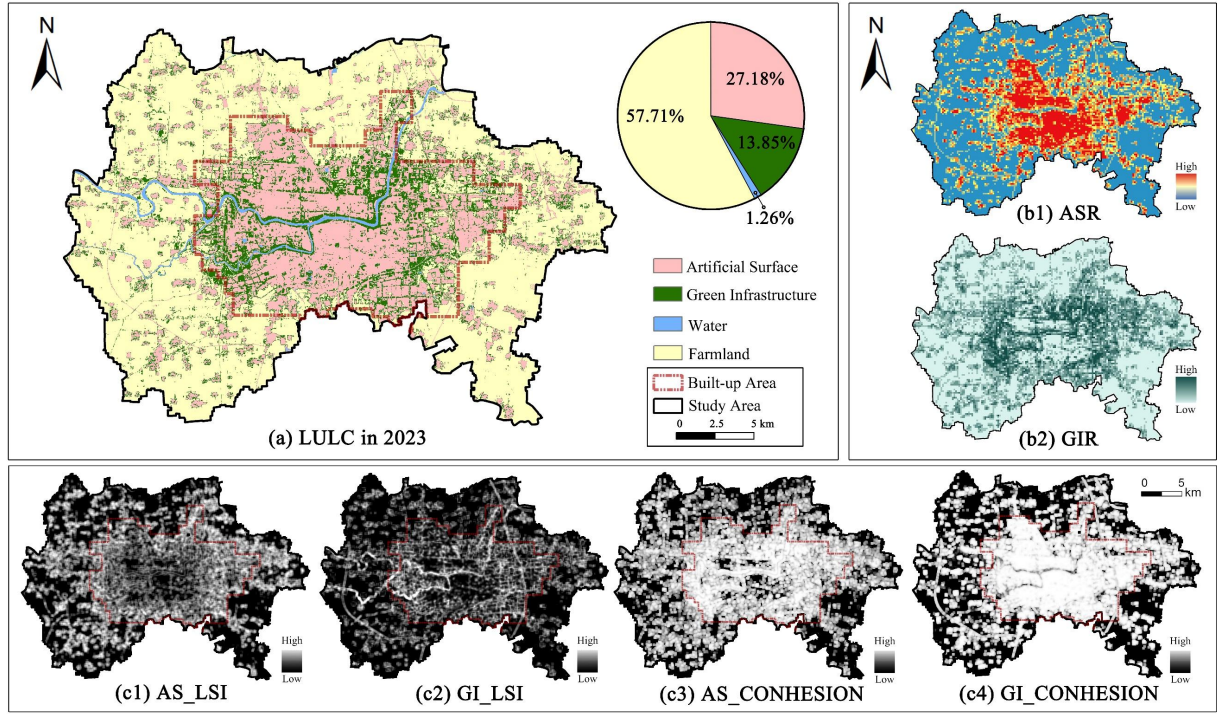 N
27.18%
57.71%
13.85%
1.26%
Artificial Surface
Green Infrastructure
Water
Farmland
Built-up Area
Study Area
0 2.5 5 km
(a) LULC in 2023
N
High
Low
(b1) ASR
High
Low
(b2) GIR
High
Low
(c1) AS_LSI
High
Low
(c2) GI_LSI
High
Low
(c3) AS_CONHESION
0 5
km
High
Low
(c4) GI_CONHESION